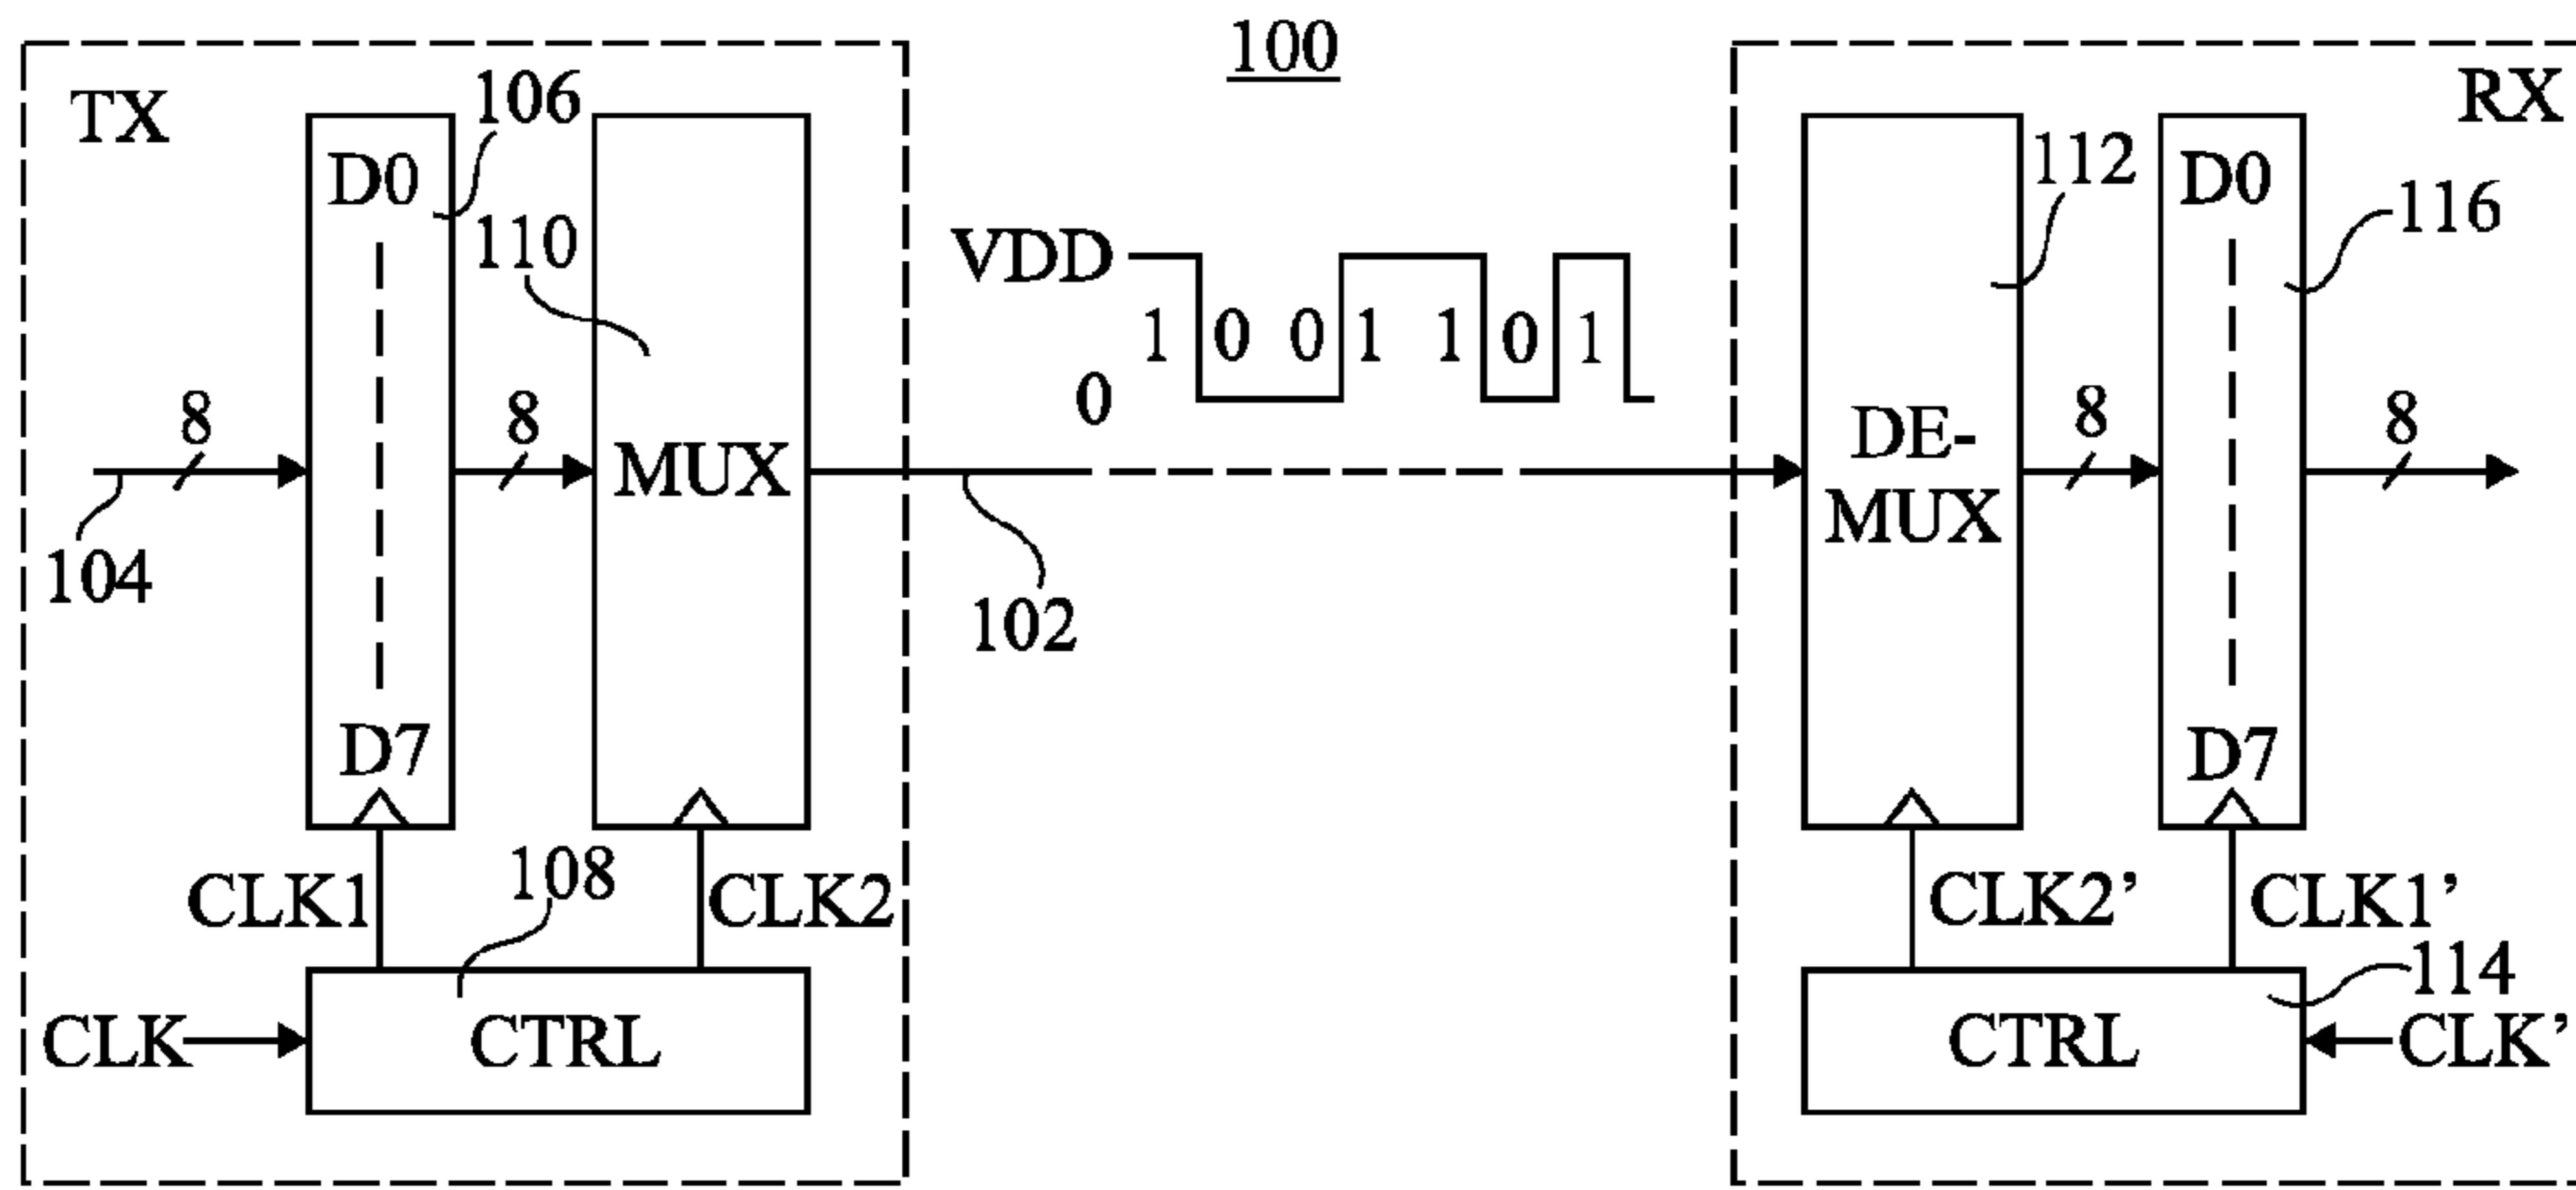 100
TX
106
D0
110
8
8
MUX
104
D7
CLK1
108
CLK2
CLK
CTRL
VDD
1 0 0 1 1 0 1
0
102
RX
112
D0
116
DE-
MUX
8
8
D7
CLK2’
CLK1’
114
CTRL
CLK’